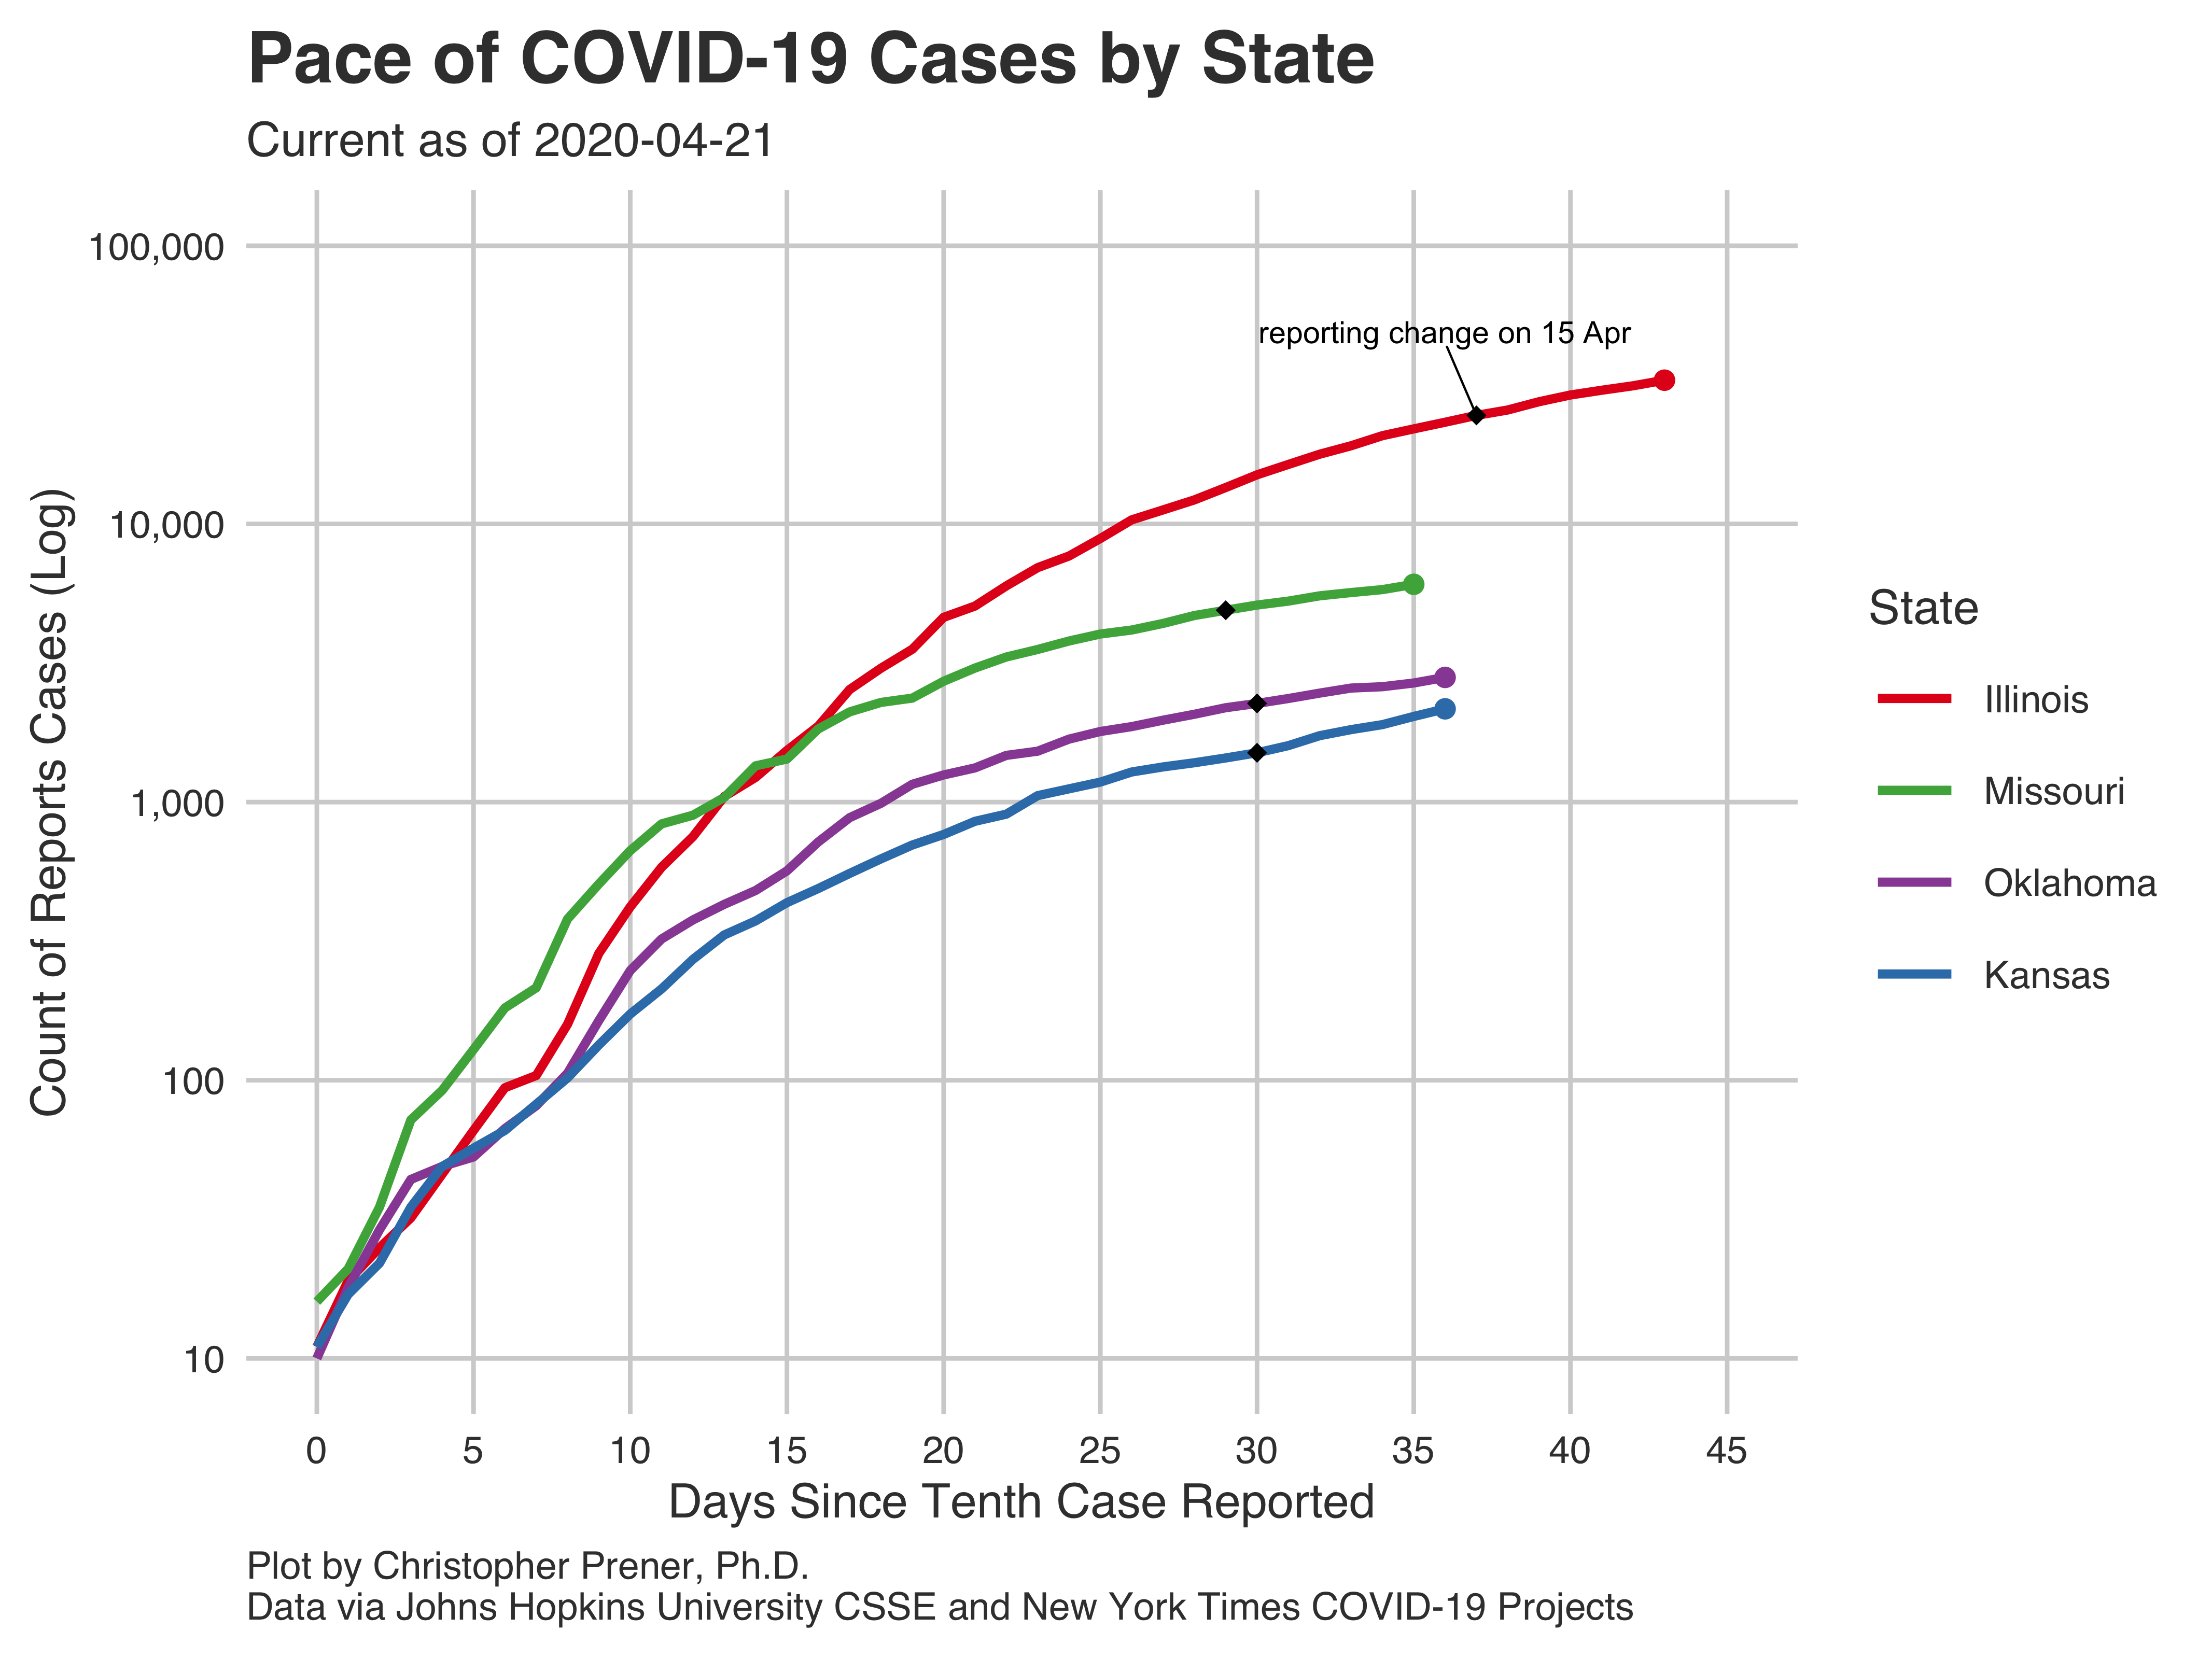 Pace of COVID-19 Cases by State
Current as of 2020-04-21
Count of Reports Cases (Log)
100,000
10,000
1,000
100
10
reporting change on 15 Apr
0 5 10 15 20 25 30 35 40 45
Days Since Tenth Case Reported
State
Illinois
Missouri
Oklahoma
Kansas
Plot by Christopher Prener, Ph.D.
Data via Johns Hopkins University CSSE and New York Times COVID-19 Projects